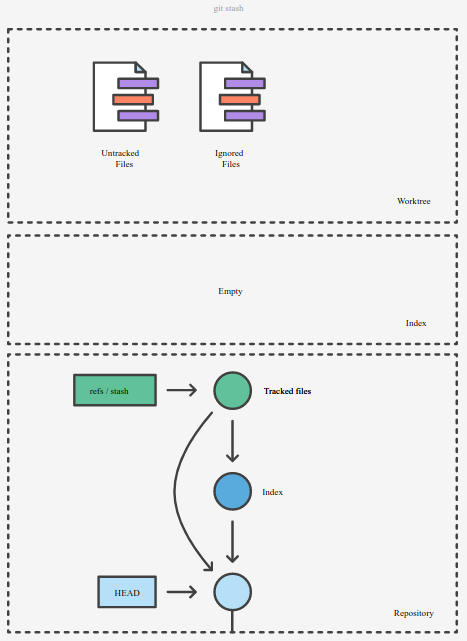 git stash
Untracked
Files
Ignored
Files
Worktree
Empty
Index
refs / stash
Tracked files
Index
HEAD
Repository